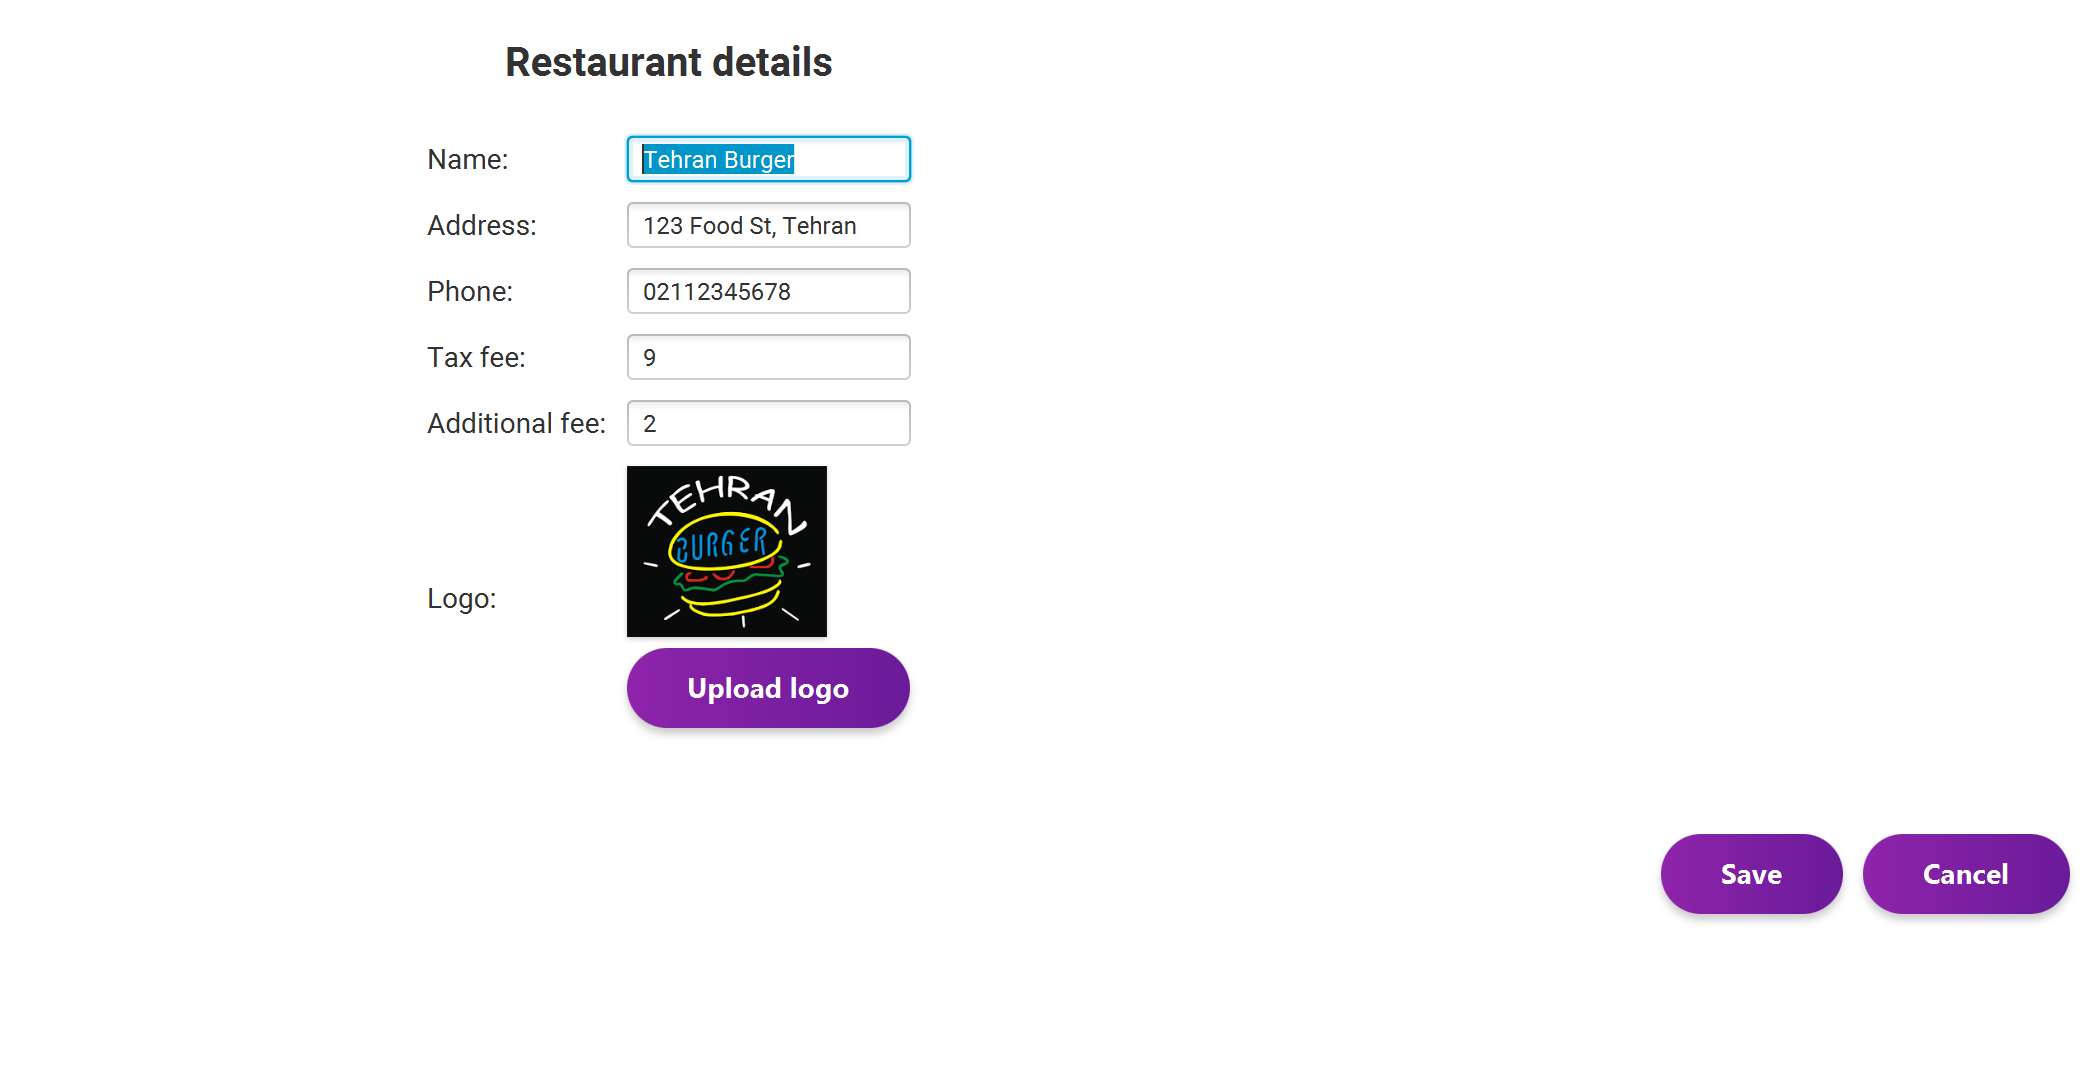 Restaurant details
Name: Tehran Burger
Address: 123 Food St, Tehran
Phone: 02112345678
Tax fee: 9
Additional fee: 2
TEHRAN
BURGER
Logo:
Upload logo
Save Cancel